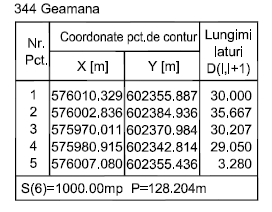 344 Geamana
Nr. Pct. Coordonate pct.de contur Lungimi laturi D(I,I+1)
X [m] Y [m]
1 576010.329 602355.887 30.000
2 576002.836 602384.936 35.667
3 575970.011 602370.984 30.207
4 575980.915 602342.814 29.050
5 576007.080 602355.436 3.280
S(6)=1000.00mp P=128.204m